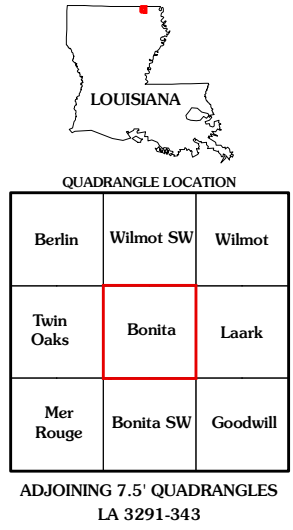 LOUISIANA
QUADRANGLE LOCATION
Berlin
Wilmot SW
Wilmot
Twin
Oaks
Bonita
Laark
Mer
Rouge
Bonita SW
Goodwill
ADJOINING 7.5' QUADRANGLES
LA 3291-343